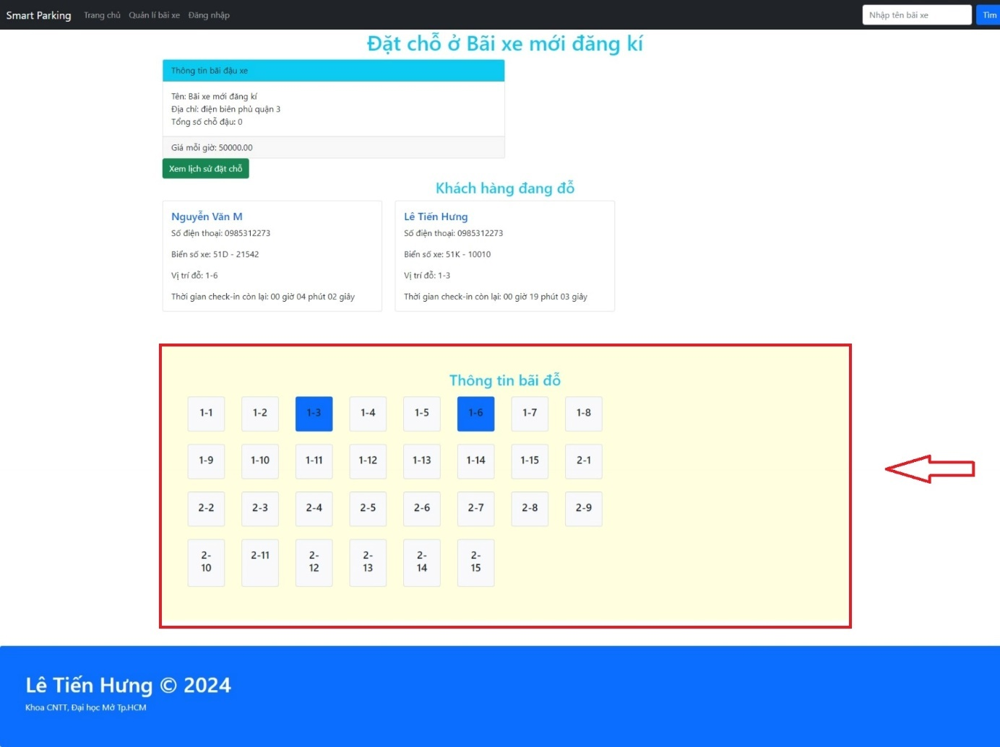 Smart Parking Trang chủ Quản lí bãi xe Đăng nhập Nhập tên bãi xe Tìm
Đặt chỗ ở Bãi xe mới đăng kí
Thông tin bãi đậu xe
Tên: Bãi xe mới đăng kí
Địa chỉ: điện biên phủ quận 3
Tổng số chỗ đậu: 0
Giá mỗi giờ: 50000.00
Xem lịch sử đặt chỗ
Khách hàng đang đỗ
Nguyễn Văn M
Số điện thoại: 0985312273
Biển số xe: 51D - 21542
Vị trí đỗ: 1-6
Thời gian check-in còn lại: 00 giờ 04 phút 02 giây
Lê Tiến Hưng
Số điện thoại: 0985312273
Biển số xe: 51K - 10010
Vị trí đỗ: 1-3
Thời gian check-in còn lại: 00 giờ 19 phút 03 giây
Thông tin bãi đỗ
1-1 1-2 1-3 1-4 1-5 1-6 1-7 1-8
1-9 1-10 1-11 1-12 1-13 1-14 1-15 2-1
2-2 2-3 2-4 2-5 2-6 2-7 2-8 2-9
2-10 2-11 2-12 2-13 2-14 2-15
Lê Tiến Hưng © 2024
Khoa CNTT, Đại học Mở Tp.HCM